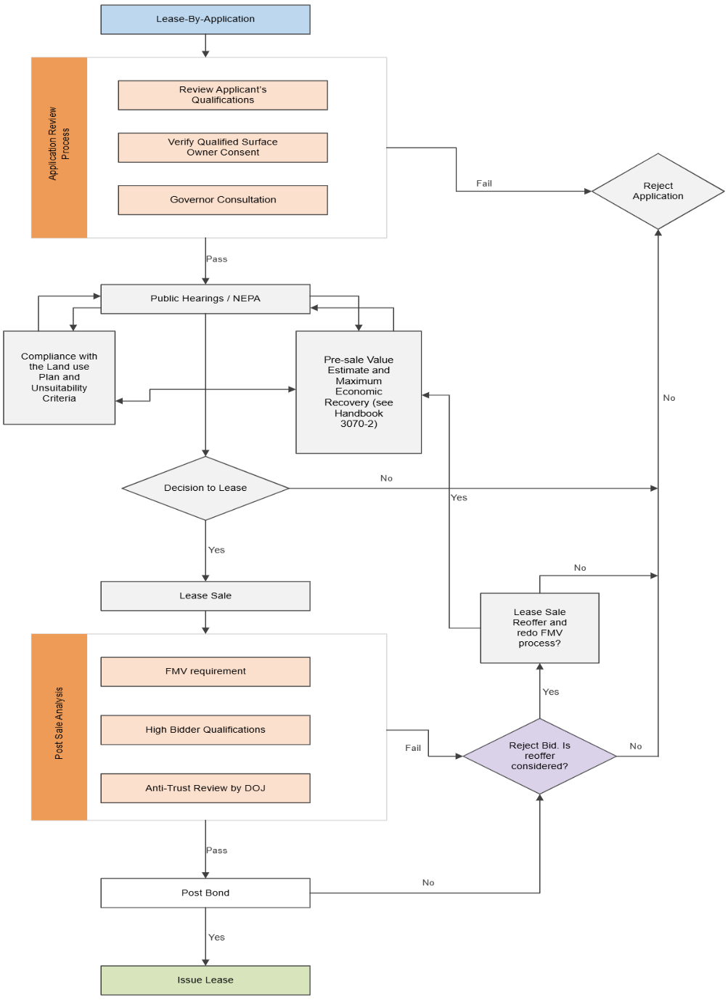 Lease-By-Application
Application Review
Process
Review Applicant’s
Qualifications
Verify Qualified Surface
Owner Consent
Governor Consultation
Fail
Reject
Application
Pass
Public Hearings / NEPA
Compliance with
the Land use
Plan and
Unsuitability
Criteria
Pre-sale Value
Estimate and
Maximum
Economic
Recovery (see
Handbook
3070-2)
No
Decision to Lease
No
Yes
Yes
Lease Sale
No
Lease Sale
Reoffer and
redo FMV
process?
Post Sale Analysis
FMV requirement
High Bidder Qualifications
Anti-Trust Review by DOJ
Yes
Fail
Reject Bid. Is
reoffer
considered?
No
Pass
Post Bond
No
Yes
Issue Lease